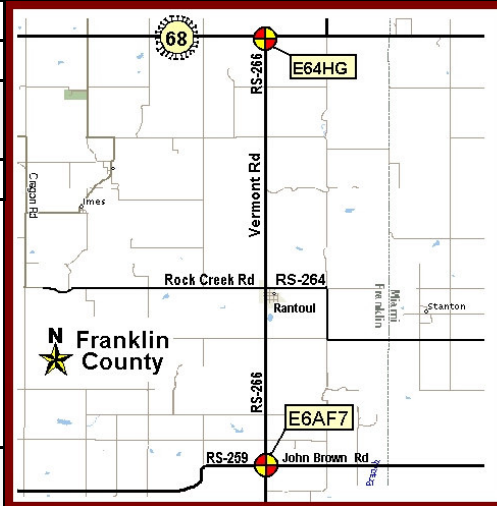 68
E64HG
RS-266
Vermont Rd
Imes
Rock Creek Rd
RS-264
Rantoul
Miami
Franklin
Stanton
N
Franklin
County
RS-266
E6AF7
RS-259
John Brown Rd